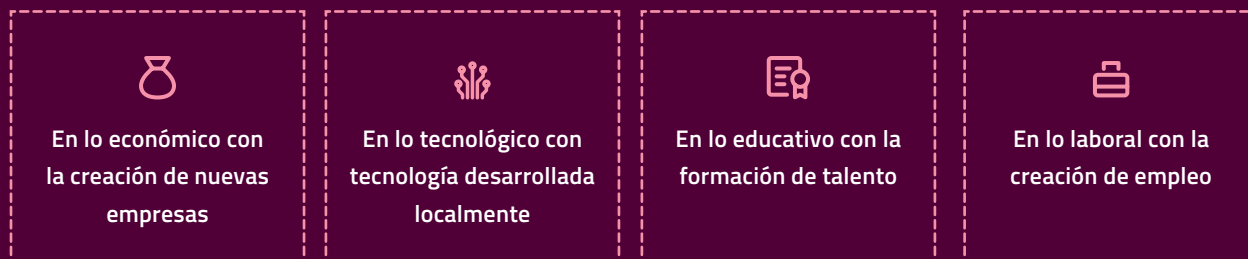 En lo económico con
la creación de nuevas
empresas
En lo tecnológico con
tecnología desarrollada
localmente
En lo educativo con la
formación de talento
En lo laboral con la
creación de empleo